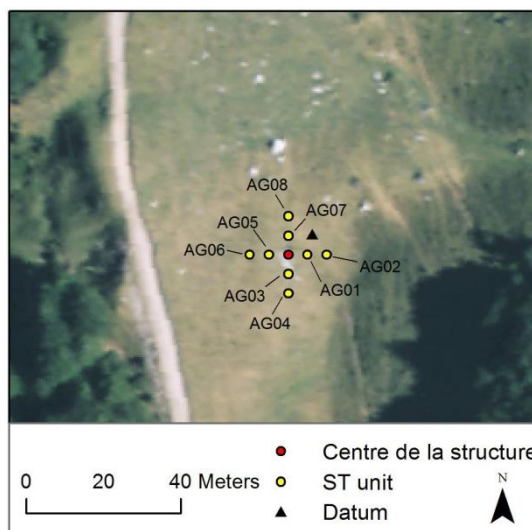 AG08
AG07
AG05
AG06
AG02
AG01
AG03
AG04
Centre de la structure
0 20 40 Meters
ST unit
Datum
N